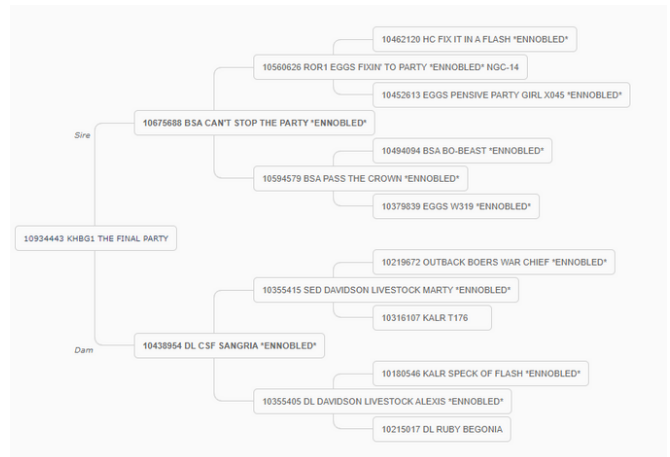 10462120 HC FIX IT IN A FLASH *ENNOBLED*
10560626 ROR1 EGGS FIXIN' TO PARTY *ENNOBLED* NGC-14
10452613 EGGS PENSIVE PARTY GIRL X045 *ENNOBLED*
10675688 BSA CAN'T STOP THE PARTY *ENNOBLED*
Sire
10494094 BSA BO-BEAST *ENNOBLED*
10594579 BSA PASS THE CROWN *ENNOBLED*
10379839 EGGS W319 *ENNOBLED*
10934443 KHBG1 THE FINAL PARTY
10219672 OUTBACK BOERS WAR CHIEF *ENNOBLED*
10355415 SED DAVIDSON LIVESTOCK MARTY *ENNOBLED*
10316107 KALR T176
10438954 DL CSF SANGRIA *ENNOBLED*
Dam
10180546 KALR SPECK OF FLASH *ENNOBLED*
10355405 DL DAVIDSON LIVESTOCK ALEXIS *ENNOBLED*
10215017 DL RUBY BEGONIA